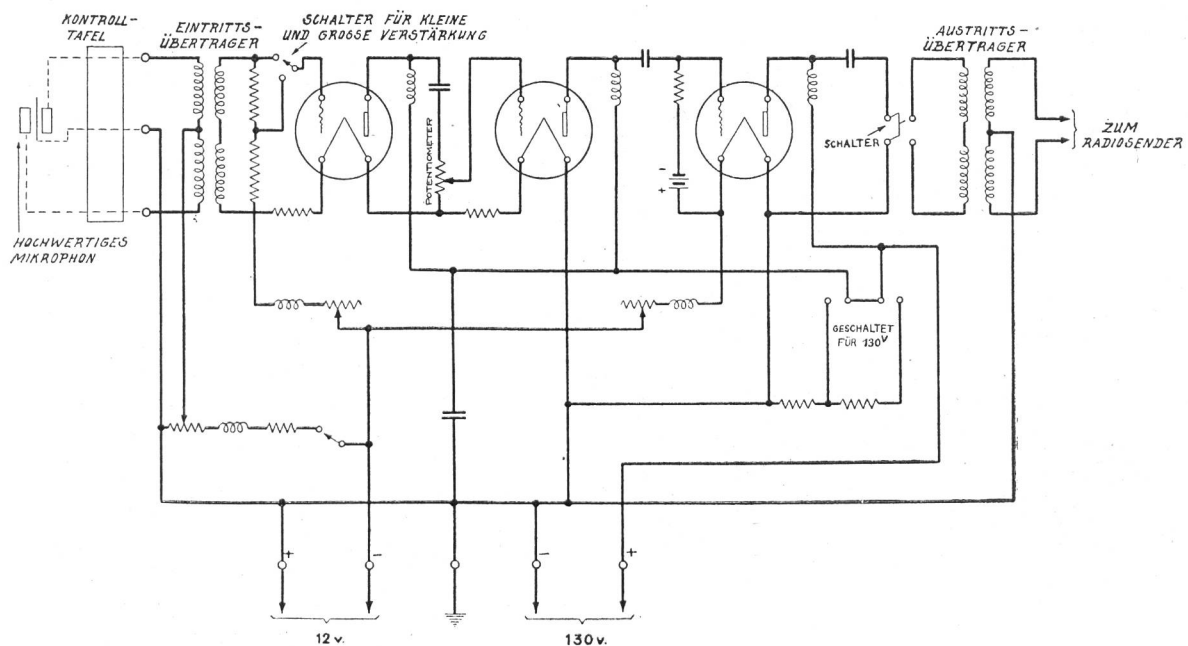 KONTROLL-
TAFEL
EINTRITTS-
ÜBERTRAGER
SCHALTER FÜR KLEINE
UND GROSSE VERSTÄRKUNG
AUSTRITTS-
ÜBERTRAGER
POTENTIOMETER
SCHALTER
ZUM
RADIOSENDER
HOCHWERTIGES
MIKROPHON
- 
+
GESCHALTET
FÜR 130V
+
-
-
+
12 v.
130 v.